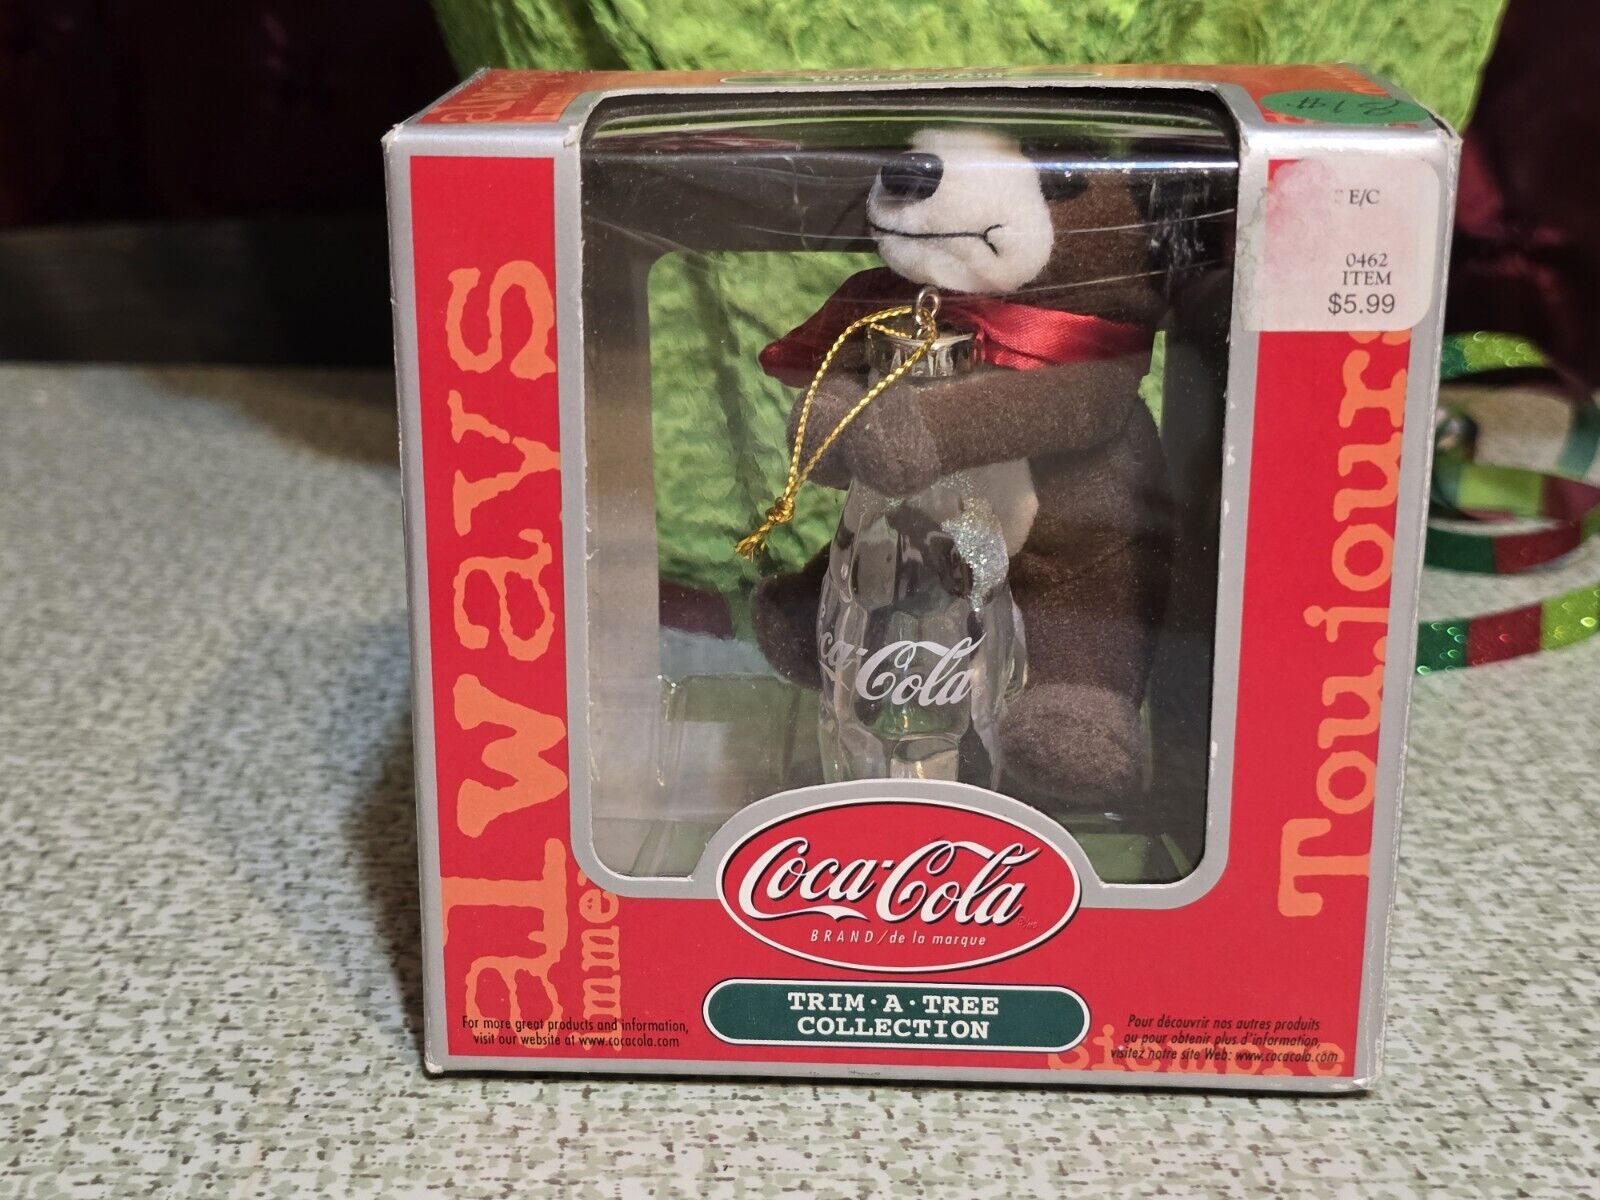 Always
Toujours
E/C
0462
ITEM
$5.99
Cola
Coca-Cola
BRAND/de la marque
TRIM·A·TREE
COLLECTION
For more great products and information,
visit our website at www.cocacola.com
Pour découvrir nos autres produits
ou pour obtenir plus d'information,
visitez notre site Web: www.cocacola.com
Siempre